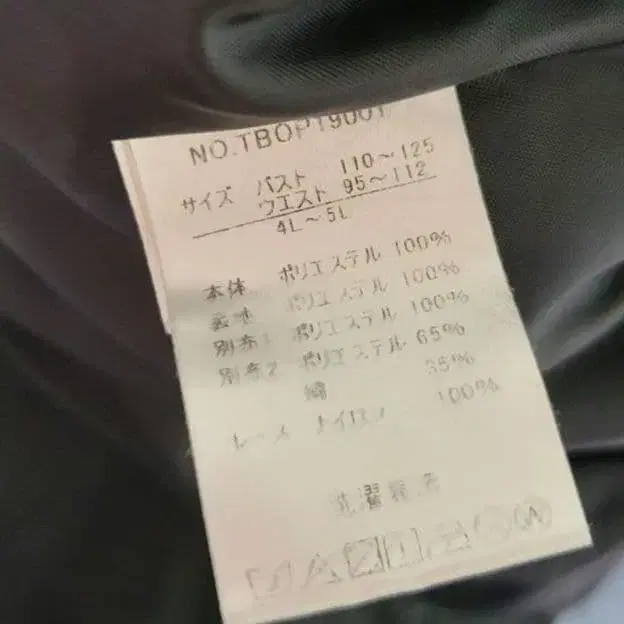 NO.TBOP19001
サイズ バスト 110～125
ウエスト 95～112
4L～5L
本体 ポリエステル 100%
裏地 ポリエステル 100%
別布1 ポリエステル 100%
別布2 ポリエステル 65%
綿 35%
レース ナイロン 100%